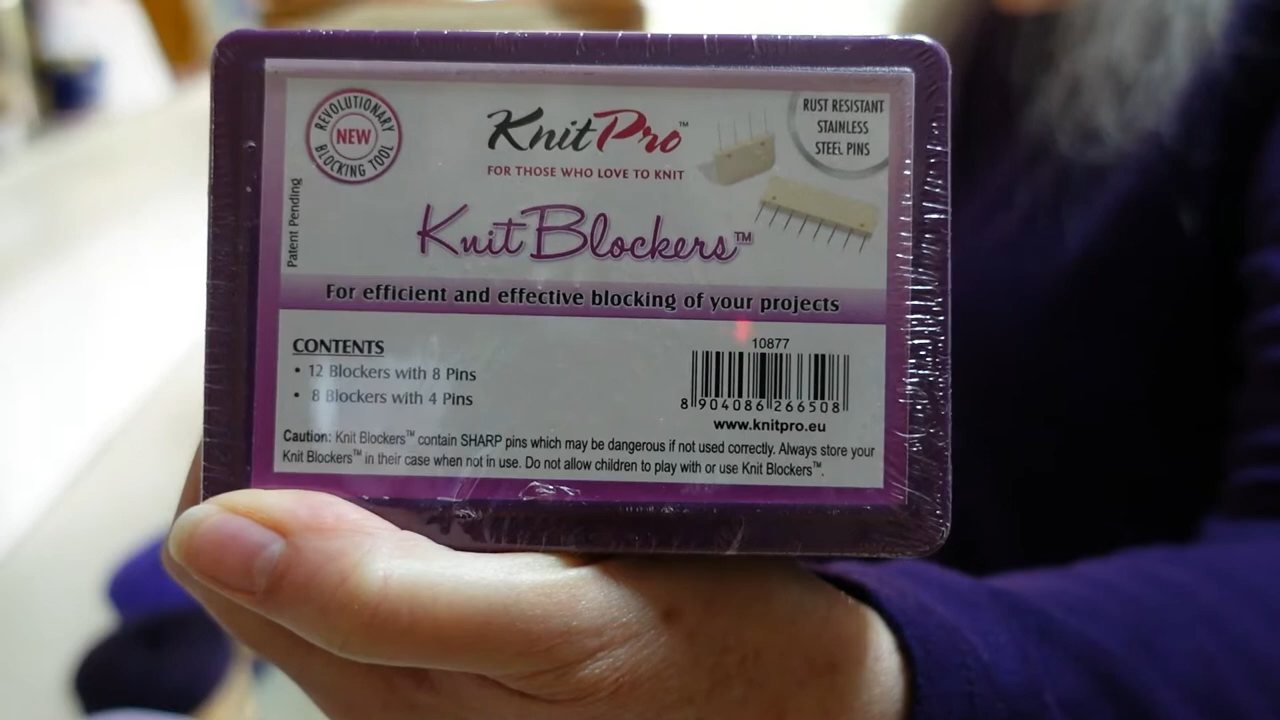 REVOLUTIONARY
NEW
BLOCKING TOOL
Patent Pending
KnitPro™
FOR THOSE WHO LOVE TO KNIT
RUST RESISTANT
STAINLESS
STEEL PINS
Knit Blockers™
For efficient and effective blocking of your projects
CONTENTS
• 12 Blockers with 8 Pins
• 8 Blockers with 4 Pins
10877
8 904086 266508
www.knitpro.eu
Caution: Knit Blockers™ contain SHARP pins which may be dangerous if not used correctly. Always store your
Knit Blockers™ in their case when not in use. Do not allow children to play with or use Knit Blockers™.